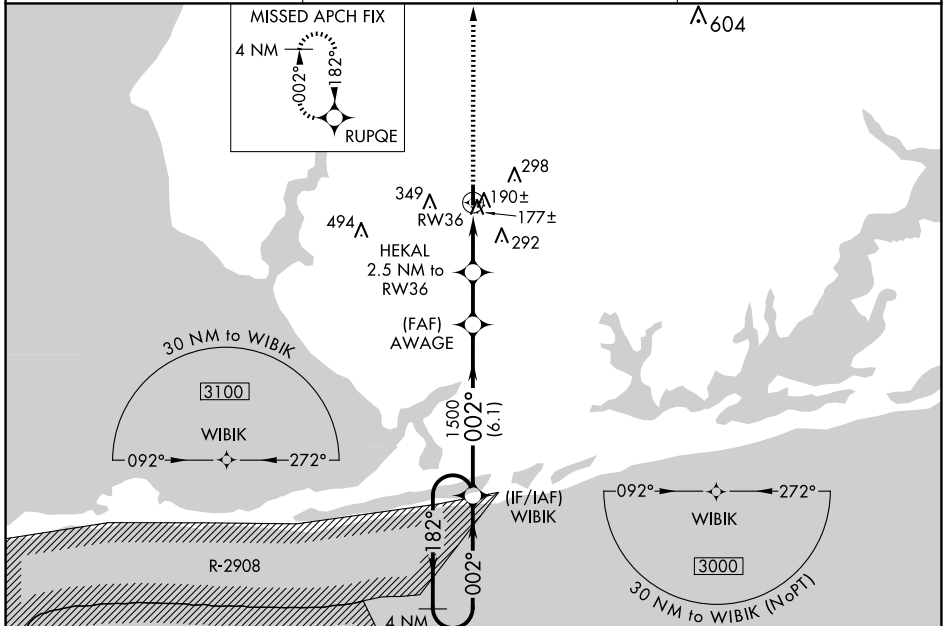 MISSED APCH FIX
4 NM
002°
182°
RUPQE
604
298
349
190±
RW36
177±
494
292
HEKAL
2.5 NM to
RW36
(FAF)
AWAGE
30 NM to WIBIK
3100
WIBIK
092°
272°
1500
002°
(6.1)
(IF/IAF)
WIBIK
092°
272°
WIBIK
3000
30 NM to WIBIK (NoPT)
182°
002°
R-2908
4 NM